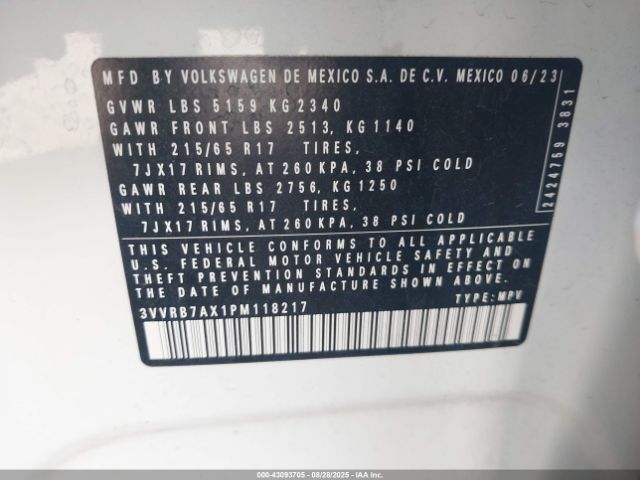 MFD BY VOLKSWAGEN DE MEXICO S.A. DE C.V. MEXICO 06/23
GVWR LBS 5159 KG 2340
GAWR FRONT LBS 2513, KG 1140
WITH 215/65 R17 TIRES,
7JX17 RIMS, AT 260 KPA, 38 PSI COLD
GAWR REAR LBS 2756, KG 1250
WITH 215/65 R17 TIRES,
7JX17 RIMS, AT 260 KPA, 38 PSI COLD
2424759 3831
THIS VEHICLE CONFORMS TO ALL APPLICABLE
U.S. FEDERAL MOTOR VEHICLE SAFETY AND
THEFT PREVENTION STANDARDS IN EFFECT ON
THE DATE OF MANUFACTURE SHOWN ABOVE.
3VVRB7AX1PM118217 TYPE: MPV
000-43093705 - 08/28/2025 - IAAI.COM